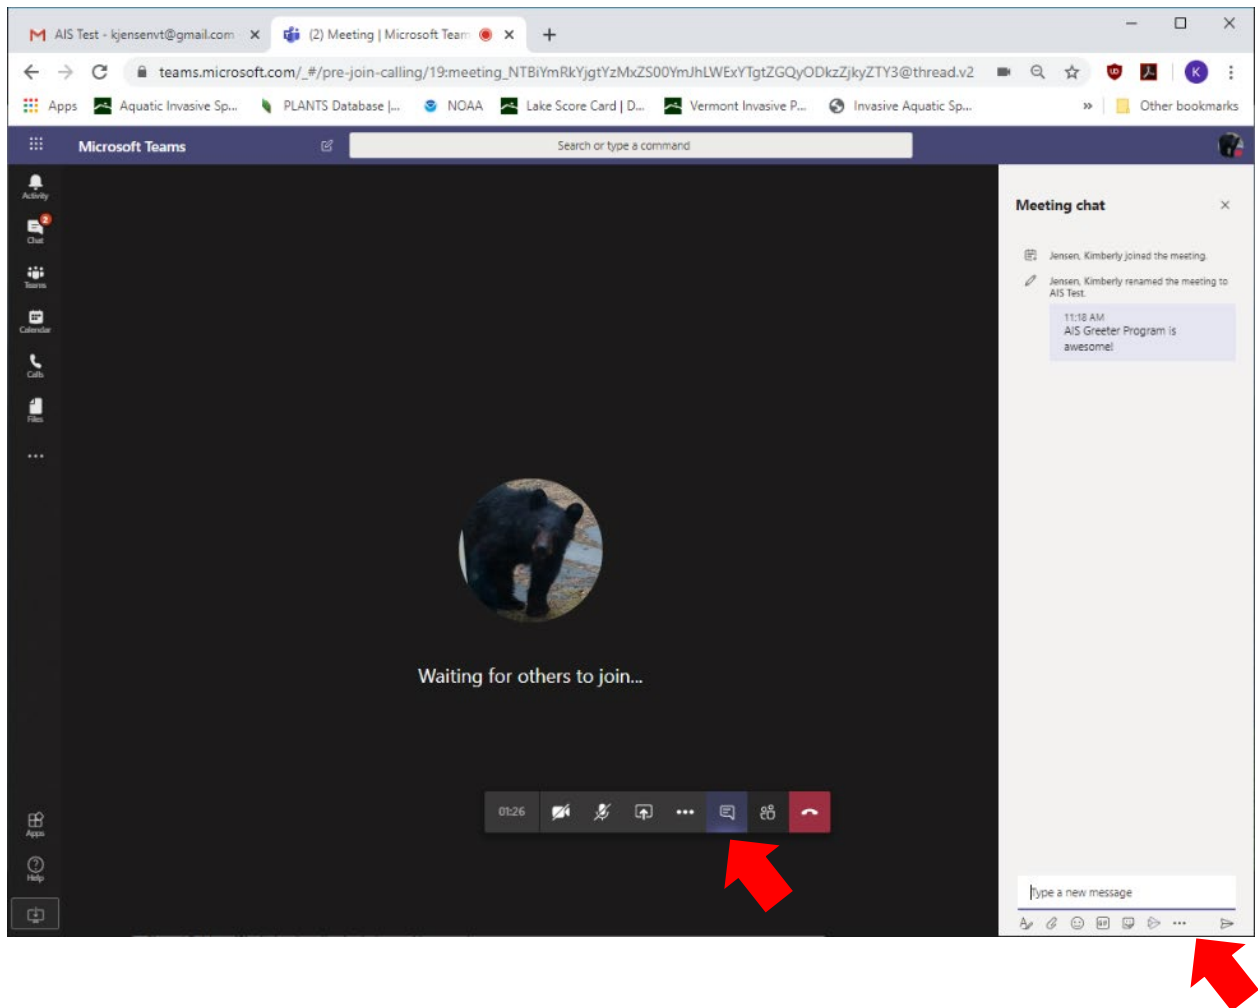 AIS Test - kjensenvt@gmail.com
(2) Meeting | Microsoft Team
teams.microsoft.com/_#/pre-join-calling/19:meeting_NTBiYmRkYjgtYzMxZS00YmJhLWExYTgtZGQyODkzZjkyZTY3@thread.v2
K
Apps
Aquatic Invasive Sp...
PLANTS Database |...
NOAA
Lake Score Card | D...
Vermont Invasive P...
Invasive Aquatic Sp...
Other bookmarks
Microsoft Teams
Search or type a command
Activity
2
Chat
Teams
Calendar
Calls
Files
Apps
Help
Waiting for others to join...
01:26
Meeting chat
Jensen, Kimberly joined the meeting.
Jensen, Kimberly renamed the meeting to
AIS Test.
11:18 AM
AIS Greeter Program is
awesome!
Type a new message